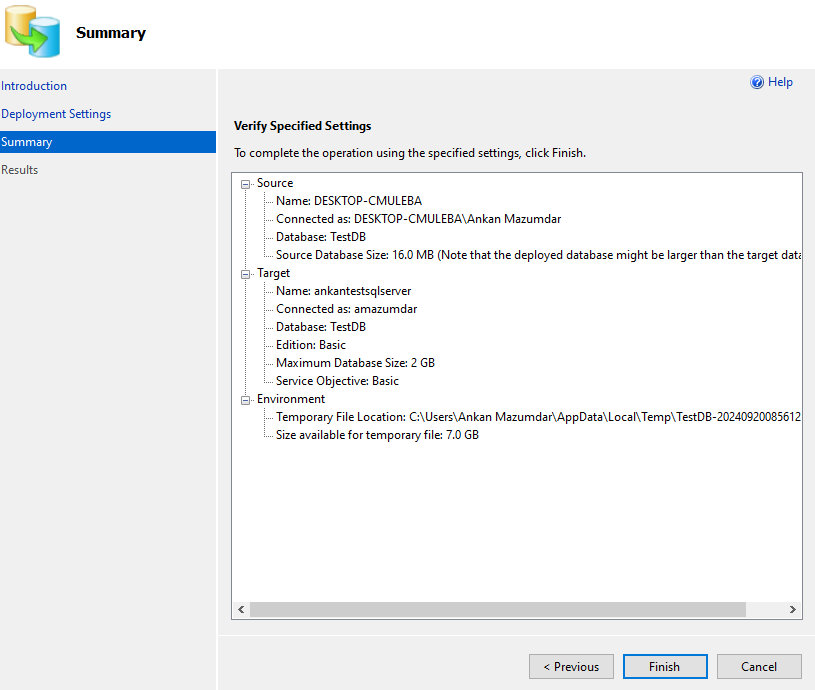 Summary
Introduction
Deployment Settings
Summary
Results
Help
Verify Specified Settings
To complete the operation using the specified settings, click Finish.
Source
Name: DESKTOP-CMULEBA
Connected as: DESKTOP-CMULEBA\Ankan Mazumdar
Database: TestDB
Source Database Size: 16.0 MB (Note that the deployed database might be larger than the target data
Target
Name: ankantestsqlserver
Connected as: amazumdar
Database: TestDB
Edition: Basic
Maximum Database Size: 2 GB
Service Objective: Basic
Environment
Temporary File Location: C:\Users\Ankan Mazumdar\AppData\Local\Temp\TestDB-20240920085612
Size available for temporary file: 7.0 GB
< Previous
Finish
Cancel